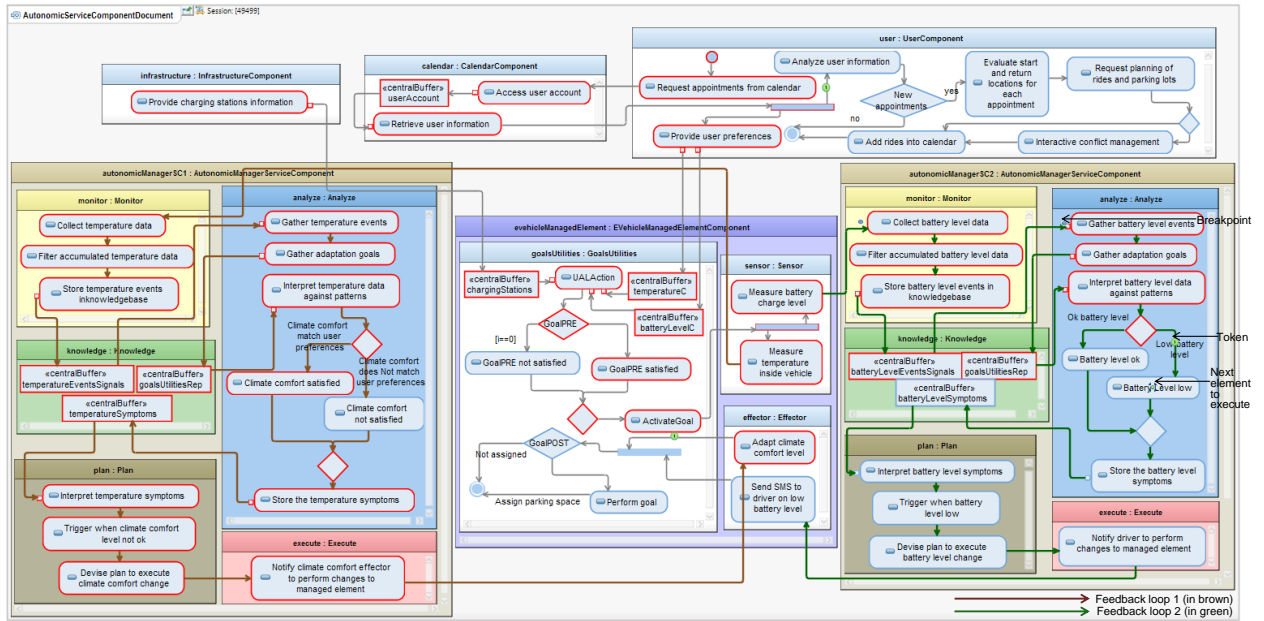 AutonomicServiceComponentDocument
Session: [49499]
infrastructure : InfrastructureComponent
Provide charging stations information
calendar : CalendarComponent
«centralBuffer»
userAccount
Access user account
Retrieve user information
user : UserComponent
Request appointments from calendar
Analyze user information
New
appointments
yes
no
Evaluate start
and return
locations for
each
appointment
Request planning of
rides and parking lots
Provide user preferences
Add rides into calendar
Interactive conflict management
autonomicManagerSC1 : AutonomicManagerServiceComponent
monitor : Monitor
Collect temperature data
Filter accumulated temperature data
Store temperature events
inknowledgebase
analyze : Analyze
Gather temperature events
Gather adaptation goals
Interpret temperature data
against patterns
Climate comfort
match user
preferences
Climate comfort
does Not match
user preferences
Climate comfort satisfied
Climate comfort
not satisfied
Store the temperature symptoms
knowledge : Knowledge
«centralBuffer»
temperatureEventsSignals
«centralBuffer»
goalsUtilitiesRep
«centralBuffer»
temperatureSymptoms
plan : Plan
Interpret temperature symptoms
Trigger when climate comfort
level not ok
Devise plan to execute
climate comfort change
execute : Execute
Notify climate comfort effector
to perform changes to
managed element
evehicleManagedElement : EVehicleManagedElementComponent
goalsUtilities : GoalsUtilities
«centralBuffer»
chargingStations
UALAction
«centralBuffer»
temperatureC
«centralBuffer»
batteryLevelC
GoalPRE
[i==0]
GoalPRE not satisfied
GoalPRE satisfied
ActivateGoal
GoalPOST
Not assigned
Assign parking space
Perform goal
sensor : Sensor
Measure battery
charge level
Measure
temperature
inside vehicle
effector : Effector
Adapt climate
comfort level
Send SMS to
driver on low
battery level
autonomicManagerSC2 : AutonomicManagerServiceComponent
monitor : Monitor
Collect battery level data
Filter accumulated battery level data
Store battery level events in
knowledgebase
analyze : Analyze
Gather battery level events
Gather adaptation goals
Interpret battery level data
against patterns
Ok battery level
Low battery
level
Battery level ok
Battery Level low
Store the battery level
symptoms
knowledge : Knowledge
«centralBuffer»
batteryLevelEventsSignals
«centralBuffer»
goalsUtilitiesRep
«centralBuffer»
batteryLevelSymptoms
plan : Plan
Interpret battery level symptoms
Trigger when battery
level low
Devise plan to execute
battery level change
execute : Execute
Notify driver to perform
changes to managed element
Breakpoint
Token
Next
element
to
execute
Feedback loop 1 (in brown)
Feedback loop 2 (in green)